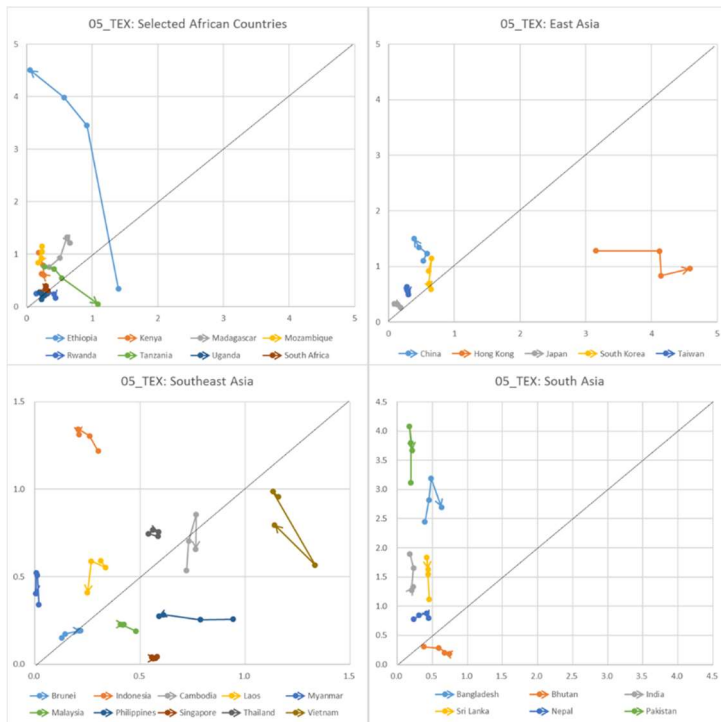 05_TEX: Selected African Countries
5
4
3
2
1
0
0 1 2 3 4 5
Ethiopia Kenya Madagascar Mozambique
Rwanda Tanzania Uganda South Africa
05_TEX: East Asia
5
4
3
2
1
0
0 1 2 3 4 5
China Hong Kong Japan South Korea Taiwan
05_TEX: Southeast Asia
1.5
1.0
0.5
0.0
0.0 0.5 1.0 1.5
Brunei Indonesia Cambodia Laos Myanmar
Malaysia Philippines Singapore Thailand Vietnam
05_TEX: South Asia
4.5
4.0
3.5
3.0
2.5
2.0
1.5
1.0
0.5
0.0
0.0 0.5 1.0 1.5 2.0 2.5 3.0 3.5 4.0 4.5
Bangladesh Bhutan India
Sri Lanka Nepal Pakistan